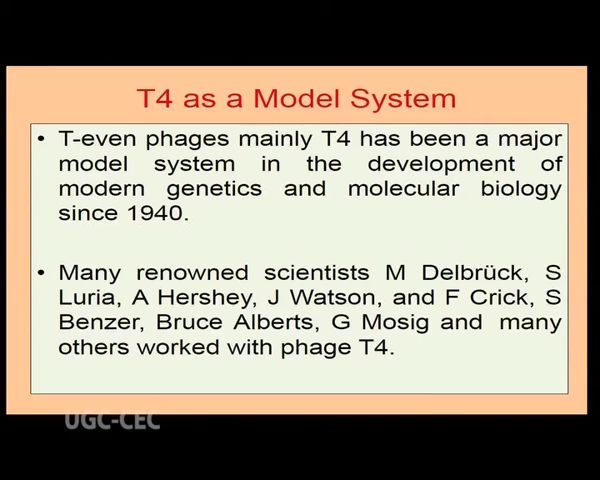 T4 as a Model System
• T-even phages mainly T4 has been a major
model system in the development of
modern genetics and molecular biology
since 1940.
• Many renowned scientists M Delbrück, S
Luria, A Hershey, J Watson, and F Crick, S
Benzer, Bruce Alberts, G Mosig and many
others worked with phage T4.
UGC-CEC